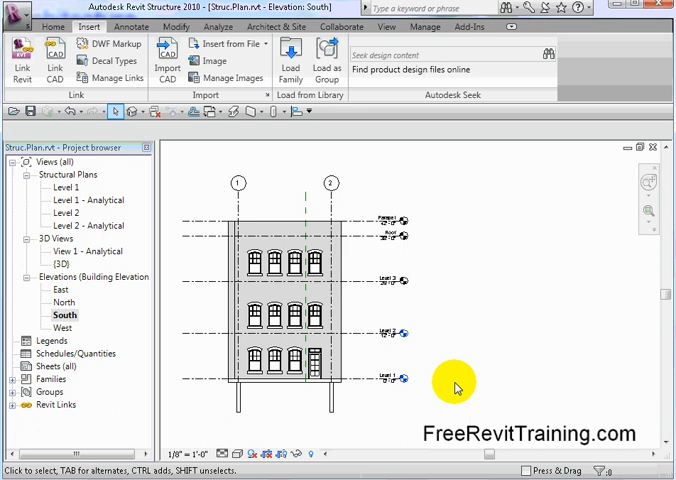 Autodesk Revit Structure 2010 - [Struc.Plan.rvt - Elevation: South]
Type a keyword or phrase
Home Insert Annotate Modify Analyze Architect & Site Collaborate View Manage Add-Ins
Link Revit
Link CAD
DWF Markup
Decal Types
Manage Links
Import CAD
Insert from File
Image
Manage Images
Load Family
Load as Group
Seek design content
Find product design files online
Link Import Load from Library Autodesk Seek
Struc.Plan.rvt - Project browser
Views (all)
Structural Plans
Level 1
Level 1 - Analytical
Level 2
Level 2 - Analytical
3D Views
View 1 - Analytical
{3D}
Elevations (Building Elevation
East
North
South
West
Legends
Schedules/Quantities
Sheets (all)
Families
Groups
Revit Links
1 2
Roof
Level 3
Level 2
Level 1
FreeRevitTraining.com
1/8" = 1'-0"
Click to select, TAB for alternates, CTRL adds, SHIFT unselects.
Press & Drag
:0